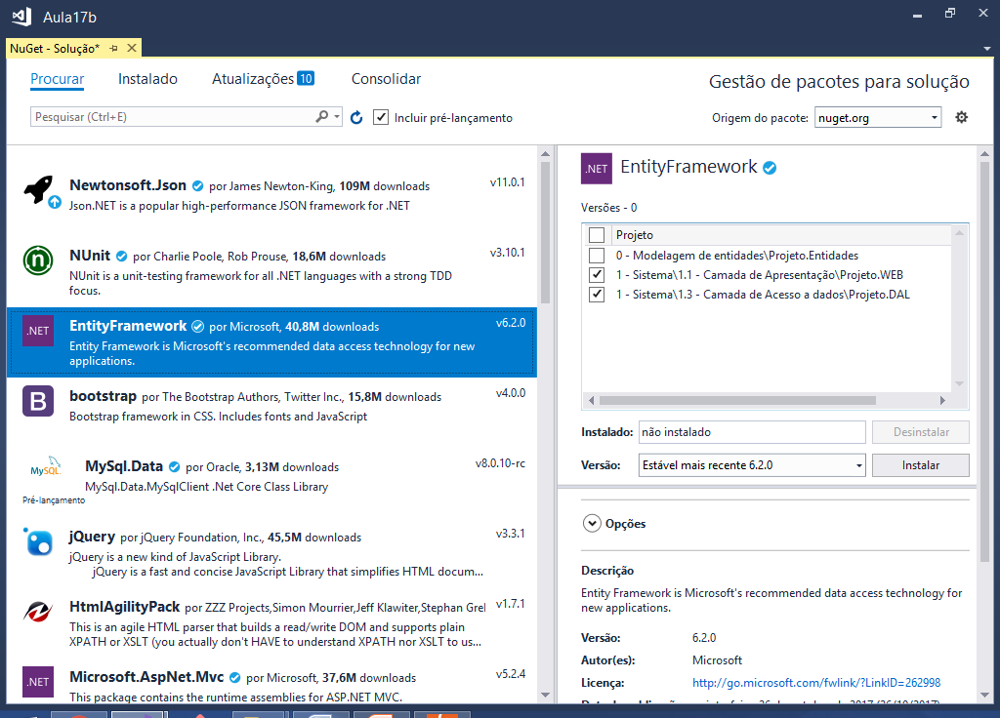 Aula17b
NuGet - Solução*
Procurar
Instalado
Atualizações 10
Consolidar
Gestão de pacotes para solução
Pesquisar (Ctrl+E)
Incluir pré-lançamento
Origem do pacote: nuget.org
Newtonsoft.Json por James Newton-King, 109M downloads
v11.0.1
Json.NET is a popular high-performance JSON framework for .NET
n
NUnit por Charlie Poole, Rob Prouse, 18,6M downloads
v3.10.1
NUnit is a unit-testing framework for all .NET languages with a strong TDD
focus.
.NET
EntityFramework por Microsoft, 40,8M downloads
v6.2.0
Entity Framework is Microsoft's recommended data access technology for new
applications.
B
bootstrap por The Bootstrap Authors, Twitter Inc., 15,8M downloads
v4.0.0
Bootstrap framework in CSS. Includes fonts and JavaScript
MySQL
MySql.Data por Oracle, 3,13M downloads
v8.0.10-rc
MySql.Data.MySqlClient .Net Core Class Library
Pré-lançamento
jQuery por jQuery Foundation, Inc., 45,5M downloads
v3.3.1
jQuery is a new kind of JavaScript Library.
jQuery is a fast and concise JavaScript Library that simplifies HTML docum...
HtmlAgilityPack por ZZZ Projects,Simon Mourrier,Jeff Klawiter,Stephan Grel
v1.7.1
This is an agile HTML parser that builds a read/write DOM and supports plain
XPATH or XSLT (you actually don't HAVE to understand XPATH nor XSLT to us...
.NET
Microsoft.AspNet.Mvc por Microsoft, 37,6M downloads
v5.2.4
This package contains the runtime assemblies for ASP.NET MVC.
.NET
EntityFramework
Versões - 0
Projeto
0 - Modelagem de entidades\Projeto.Entidades
1 - Sistema\1.1 - Camada de Apresentação\Projeto.WEB
1 - Sistema\1.3 - Camada de Acesso a dados\Projeto.DAL
Instalado: não instalado
Desinstalar
Versão: Estável mais recente 6.2.0
Instalar
Opções
Descrição
Entity Framework is Microsoft's recommended data access technology for
new applications.
Versão: 6.2.0
Autor(es): Microsoft
Licença: http://go.microsoft.com/fwlink/?LinkID=262998